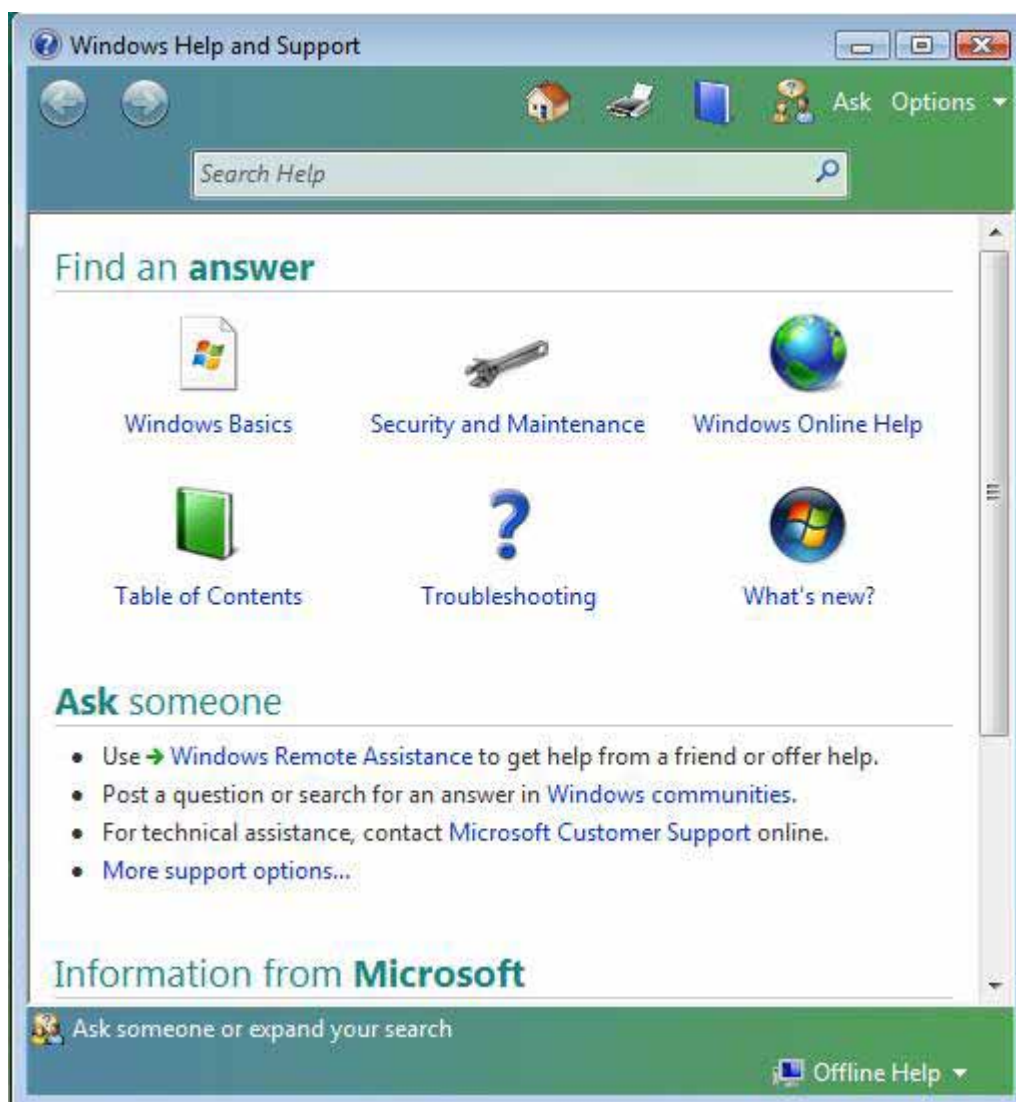 Windows Help and Support
Ask Options
Search Help
Find an answer
Windows Basics Security and Maintenance Windows Online Help
Table of Contents Troubleshooting What's new?
Ask someone
Use Windows Remote Assistance to get help from a friend or offer help.
Post a question or search for an answer in Windows communities.
For technical assistance, contact Microsoft Customer Support online.
More support options...
Information from Microsoft
Ask someone or expand your search
Offline Help